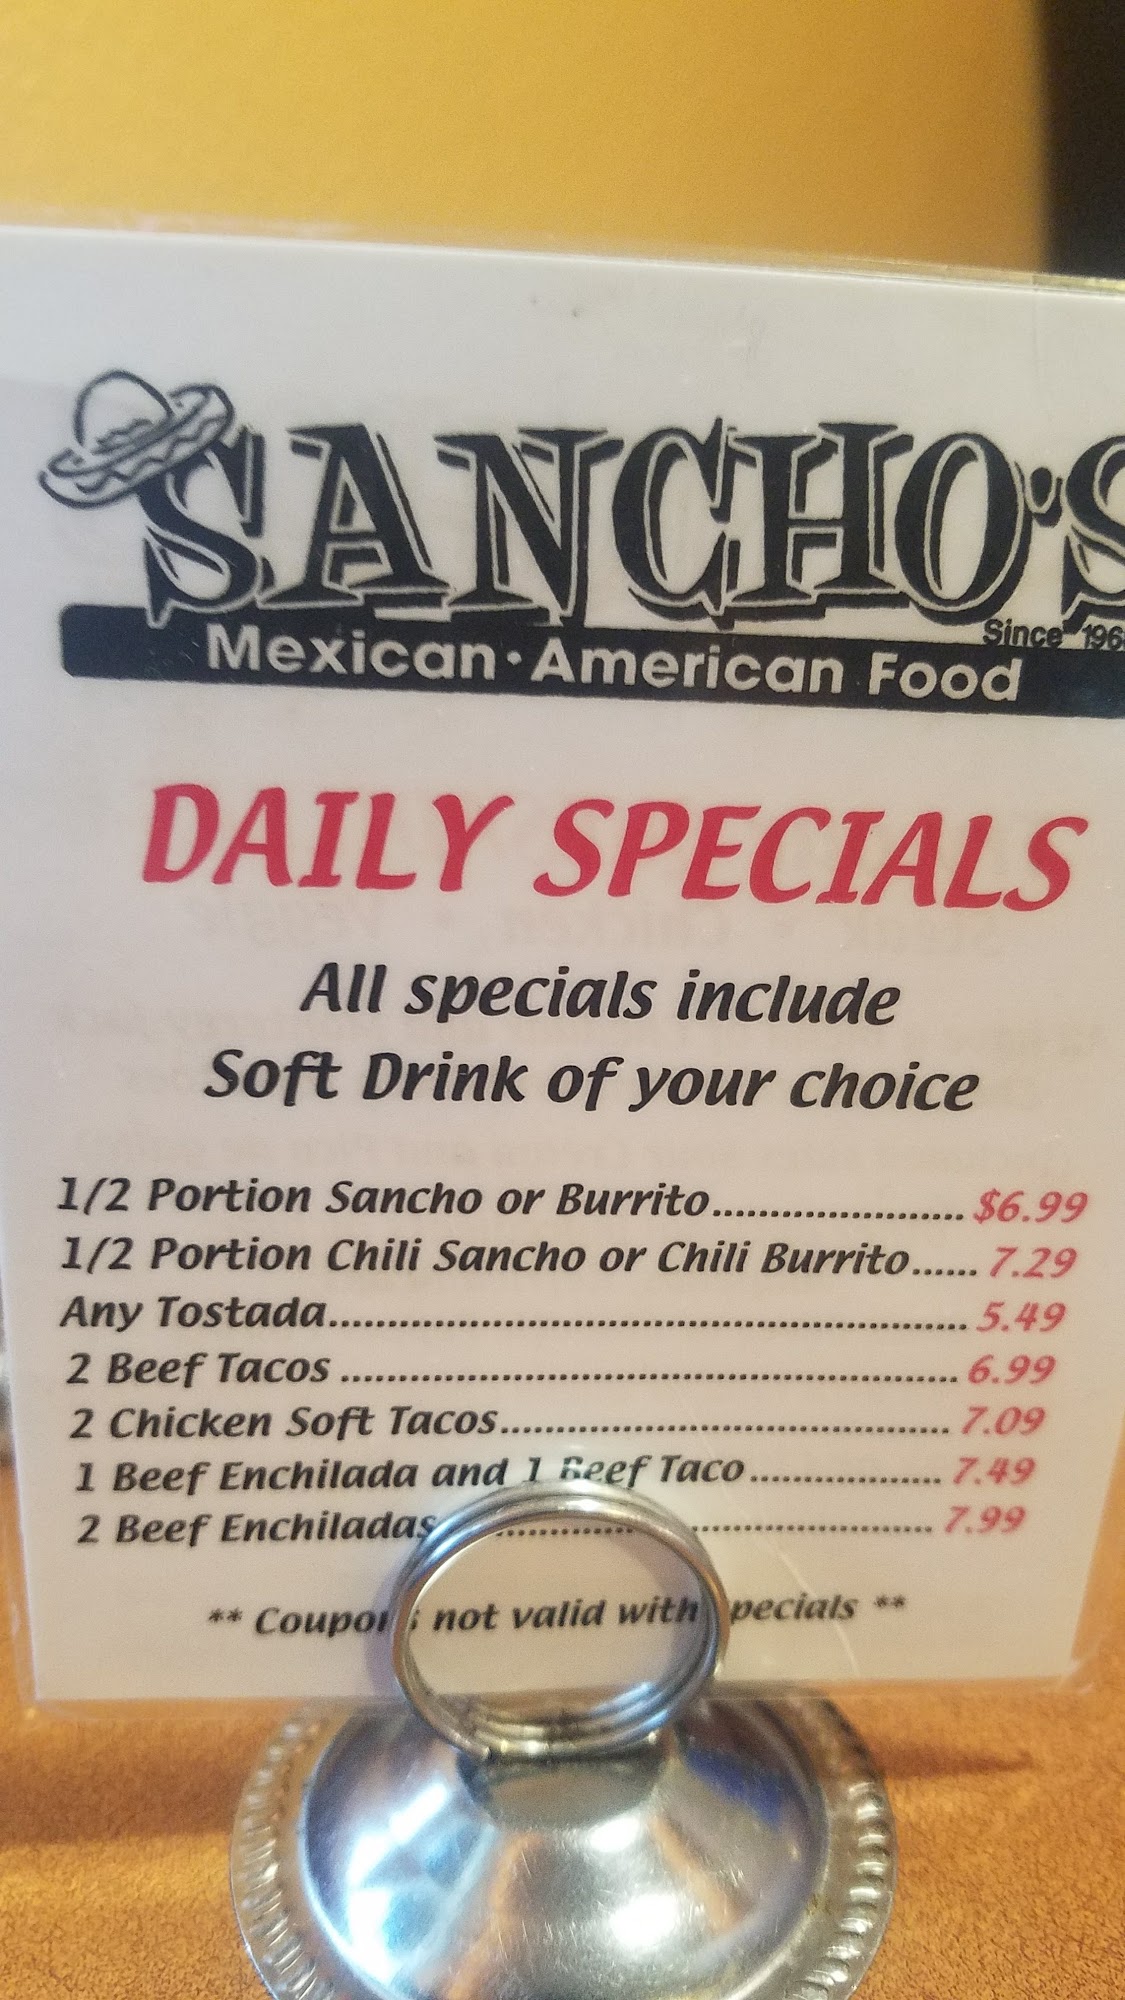 SANCHO'S
Since
Mexican · American Food
DAILY SPECIALS
All specials include
Soft Drink of your choice
1/2 Portion Sancho or Burrito...................... $6.99
1/2 Portion Chili Sancho or Chili Burrito...... 7.29
Any Tostada........................................................ 5.49
2 Beef Tacos ...................................................... 6.99
2 Chicken Soft Tacos....................................... 7.09
1 Beef Enchilada and 1 Beef Taco................. 7.49
2 Beef Enchiladas ...................................... 7.99
** Coupons not valid with specials **